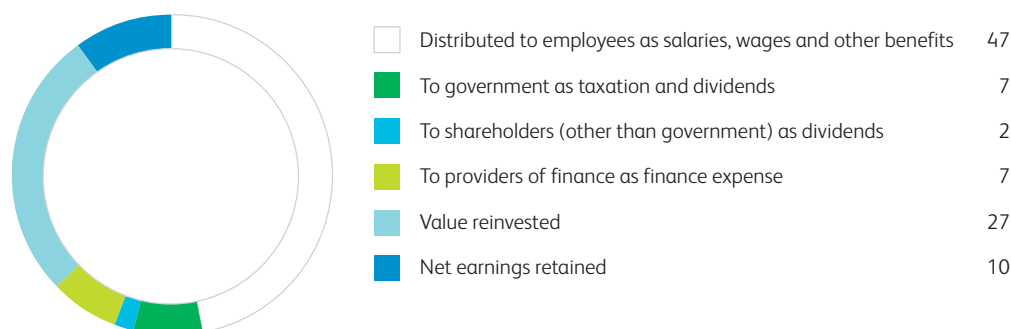 Distributed to employees as salaries, wages and other benefits 47
To government as taxation and dividends 7
To shareholders (other than government) as dividends 2
To providers of finance as finance expense 7
Value reinvested 27
Net earnings retained 10